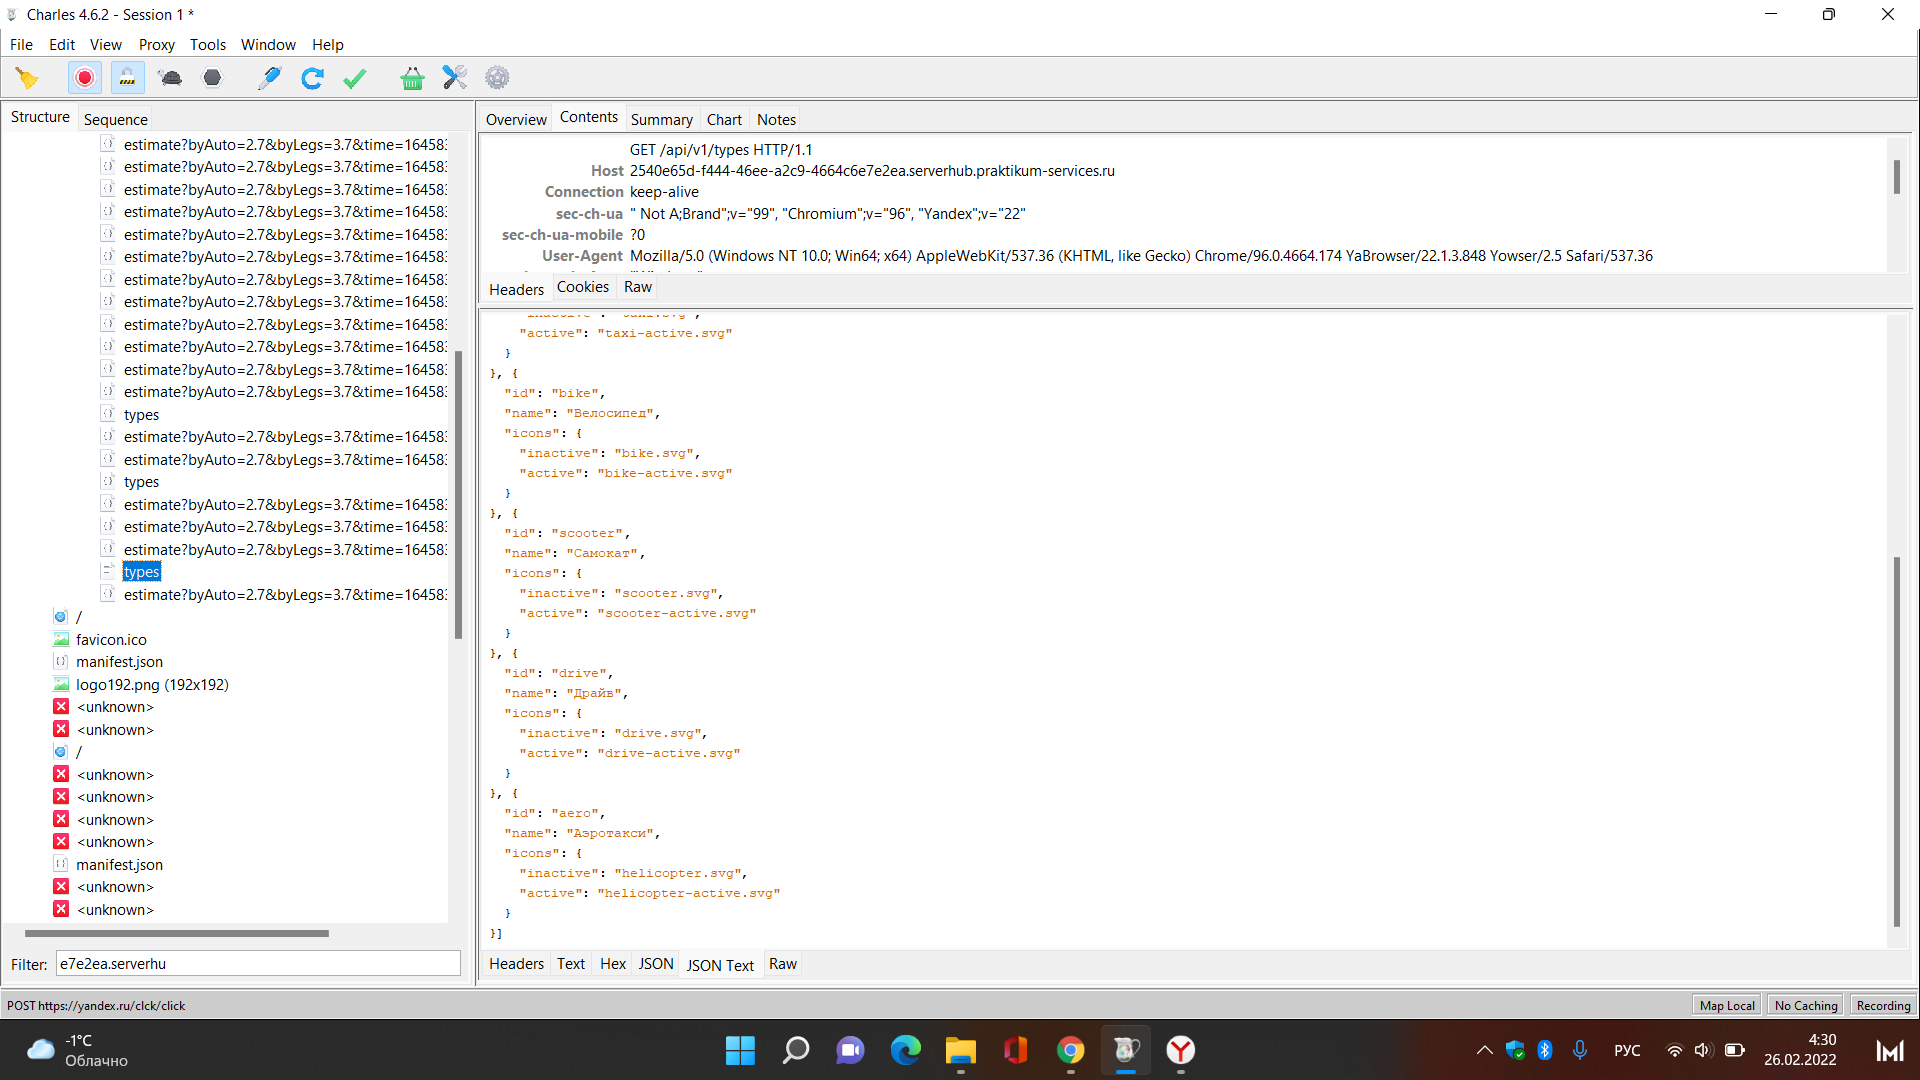 Charles 4.6.2 - Session 1 *
File Edit View Proxy Tools Window Help
Structure Sequence
estimate?byAuto=2.7&byLegs=3.7&time=16458
estimate?byAuto=2.7&byLegs=3.7&time=16458
estimate?byAuto=2.7&byLegs=3.7&time=16458
estimate?byAuto=2.7&byLegs=3.7&time=16458
estimate?byAuto=2.7&byLegs=3.7&time=16458
estimate?byAuto=2.7&byLegs=3.7&time=16458
estimate?byAuto=2.7&byLegs=3.7&time=16458
estimate?byAuto=2.7&byLegs=3.7&time=16458
estimate?byAuto=2.7&byLegs=3.7&time=16458
estimate?byAuto=2.7&byLegs=3.7&time=16458
estimate?byAuto=2.7&byLegs=3.7&time=16458
estimate?byAuto=2.7&byLegs=3.7&time=16458
types
estimate?byAuto=2.7&byLegs=3.7&time=16458
estimate?byAuto=2.7&byLegs=3.7&time=16458
types
estimate?byAuto=2.7&byLegs=3.7&time=16458
estimate?byAuto=2.7&byLegs=3.7&time=16458
estimate?byAuto=2.7&byLegs=3.7&time=16458
types
estimate?byAuto=2.7&byLegs=3.7&time=16458
/
favicon.ico
manifest.json
logo192.png (192x192)
<unknown>
<unknown>
/
<unknown>
<unknown>
<unknown>
<unknown>
manifest.json
<unknown>
<unknown>
Filter: e7e2ea.serverhu
Overview Contents Summary Chart Notes
GET /api/v1/types HTTP/1.1
Host 2540e65d-f444-46ee-a2c9-4664c6e7e2ea.serverhub.praktikum-services.ru
Connection keep-alive
sec-ch-ua " Not A;Brand";v="99", "Chromium";v="96", "Yandex";v="22"
sec-ch-ua-mobile ?0
User-Agent Mozilla/5.0 (Windows NT 10.0; Win64; x64) AppleWebKit/537.36 (KHTML, like Gecko) Chrome/96.0.4664.174 YaBrowser/22.1.3.848 Yowser/2.5 Safari/537.36
Headers Cookies Raw
"active": "taxi-active.svg"
}
}, {
"id": "bike",
"name": "Велосипед",
"icons": {
"inactive": "bike.svg",
"active": "bike-active.svg"
}
}, {
"id": "scooter",
"name": "Самокат",
"icons": {
"inactive": "scooter.svg",
"active": "scooter-active.svg"
}
}, {
"id": "drive",
"name": "Драйв",
"icons": {
"inactive": "drive.svg",
"active": "drive-active.svg"
}
}, {
"id": "aero",
"name": "Аэротакси",
"icons": {
"inactive": "helicopter.svg",
"active": "helicopter-active.svg"
}
}]
Headers Text Hex JSON JSON Text Raw
POST https://yandex.ru/clck/click
Map Local No Caching Recording
-1°C
Облачно
РУС
4:30
26.02.2022